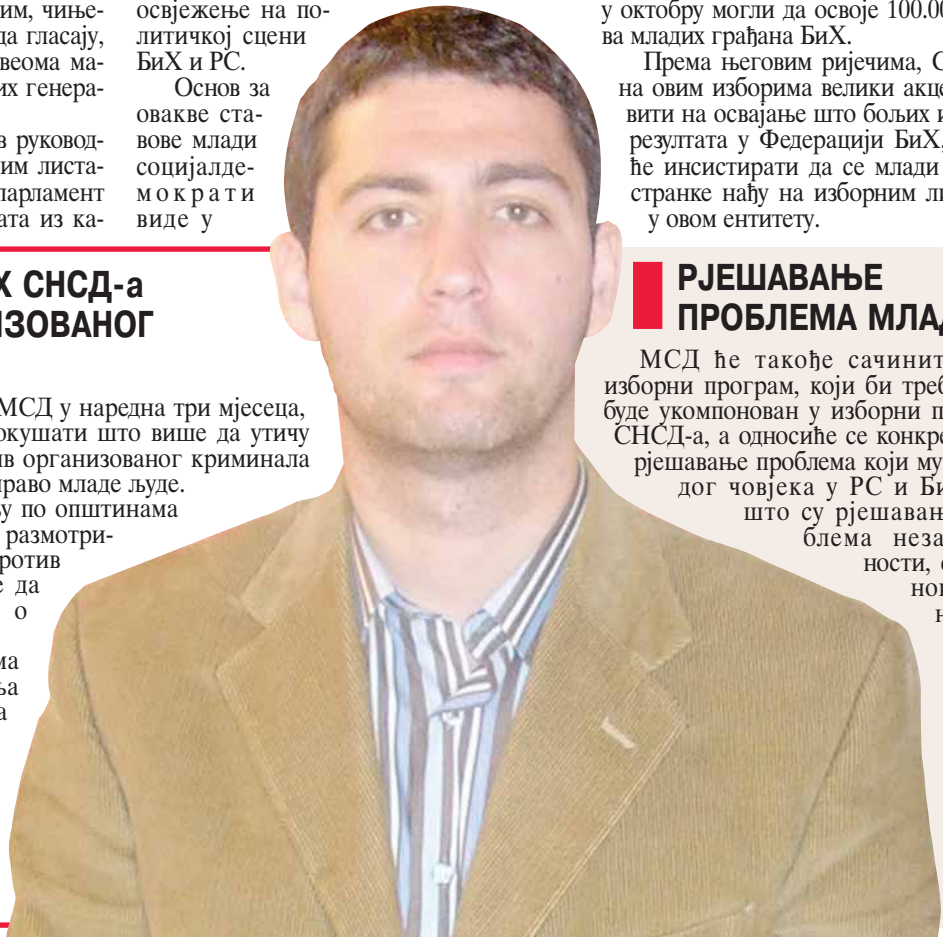 им, чиње-
да гласају,
веома ма-
их генера-
в руковод-
им листа-
парламент
ата из ка-
освјежење на по-
литичкој сцени
БиХ и РС.
Основ за
овакве ста-
вове млади
социјалде-
мократи
виде у
Х СНСД-а
ИЗОВАНОГ
МСД у наредна три мјесеца,
окушати што више да утичу
ив организованог криминала
право младе људе.
у по општинама
размотри-
ротив
е да
о
ма
ња
а
у октобру могли да освоје 100.00
ва младих грађана БиХ.
Према његовим ријечима, С
на овим изборима велики акце
вити на освајање што бољих и
резултата у Федерацији БиХ,
ће инсистирати да се млади
странке нађу на изборним ли
у овом ентитету.
РЈЕШАВАЊЕ
ПРОБЛЕМА МЛАД
МСД ће такође сачинит
изборни програм, који би треб
буде укомпонован у изборни п
СНСД-а, а односиће се конкре
рјешавање проблема који му
дог човјека у РС и Би
што су рјешавањ
блема неза
ности, с
нов
н